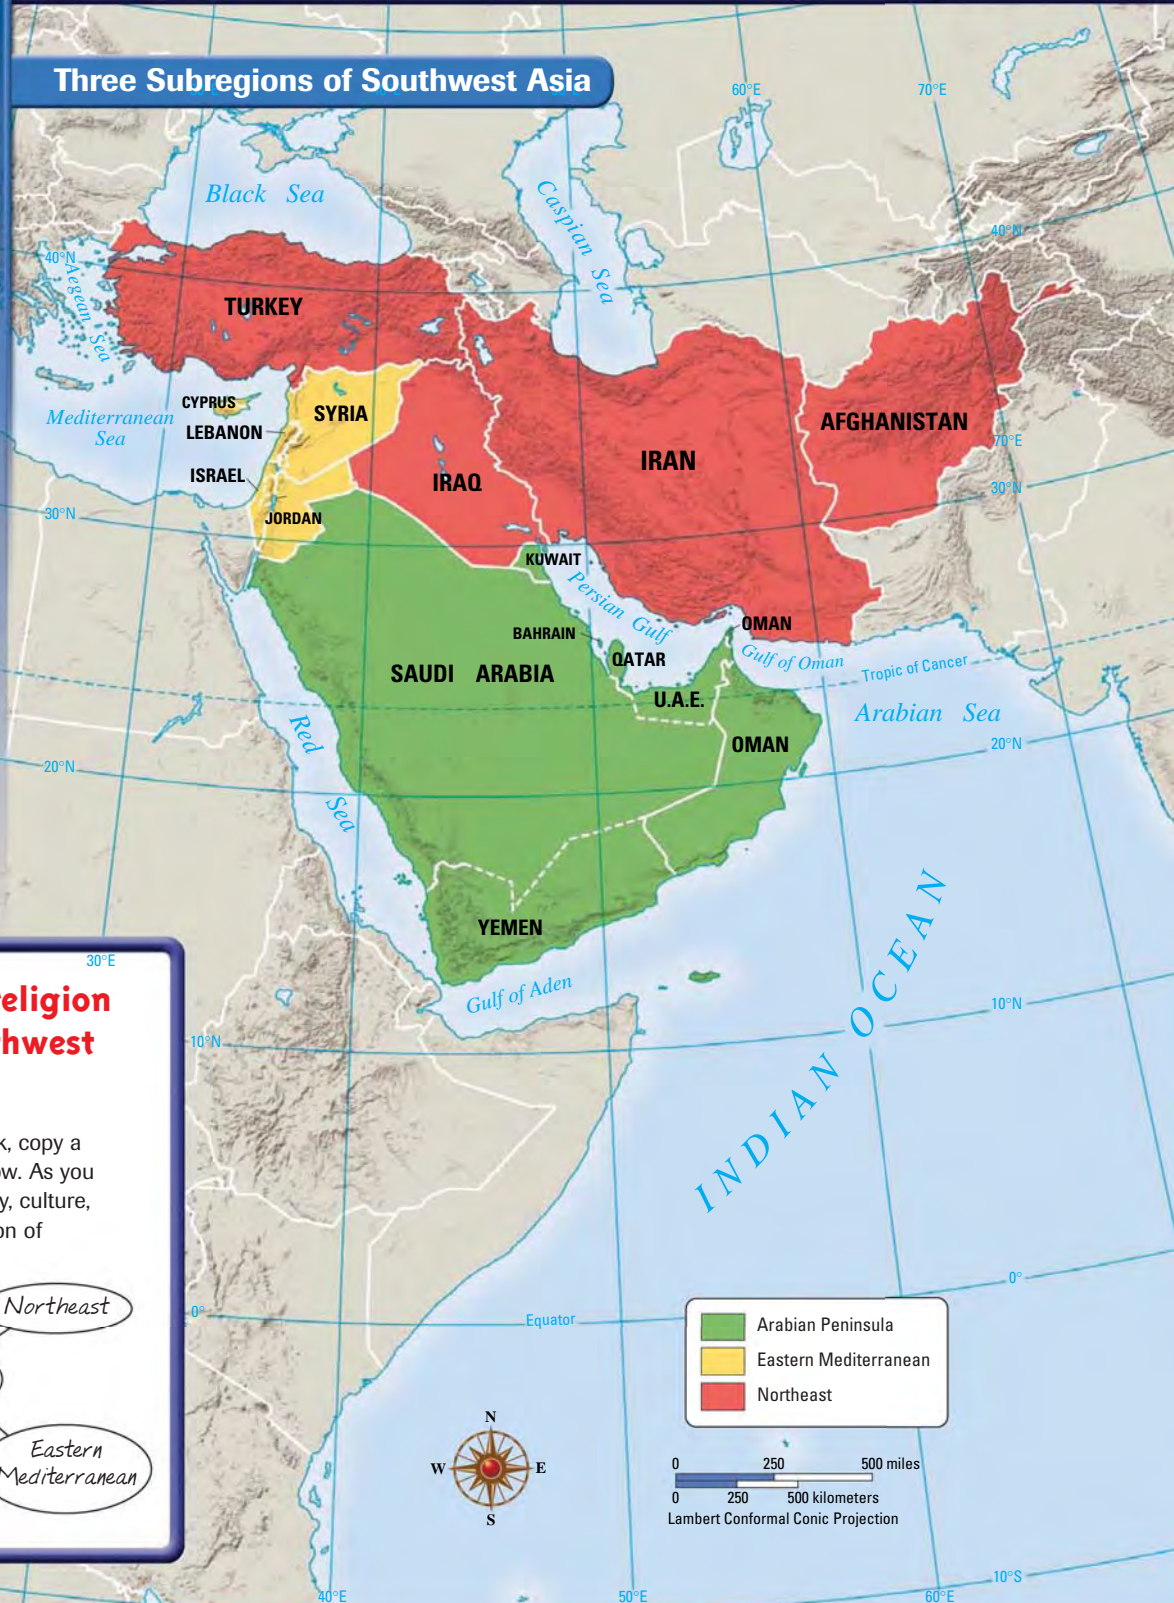 Three Subregions of Southwest Asia
60°E
70°E
Black Sea
Caspian Sea
40°N
40°N
Aegean Sea
TURKEY
CYPRUS
SYRIA
AFGHANISTAN
Mediterranean
Sea
LEBANON
70°E
IRAN
ISRAEL
IRAQ
30°N
30°N
JORDAN
KUWAIT
Persian Gulf
OMAN
BAHRAIN
QATAR
Gulf of Oman
Tropic of Cancer
SAUDI ARABIA
U.A.E.
Arabian Sea
Red Sea
OMAN
20°N
20°N
YEMEN
INDIAN OCEAN
30°E
Gulf of Aden
10°N
10°N
religion
hwest
k, copy a
ow. As you
y, culture,
on of
Northeast
Eastern
Mediterranean
0°
0°
Equator
Arabian Peninsula
Eastern Mediterranean
Northeast
N
W E
S
0 250 500 miles
0 250 500 kilometers
Lambert Conformal Conic Projection
10°S
40°E
50°E
60°E